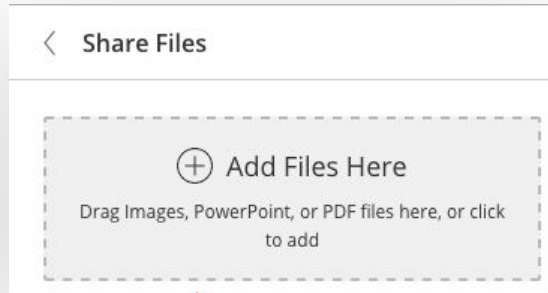 Share Files
Add Files Here
Drag Images, PowerPoint, or PDF files here, or click
to add